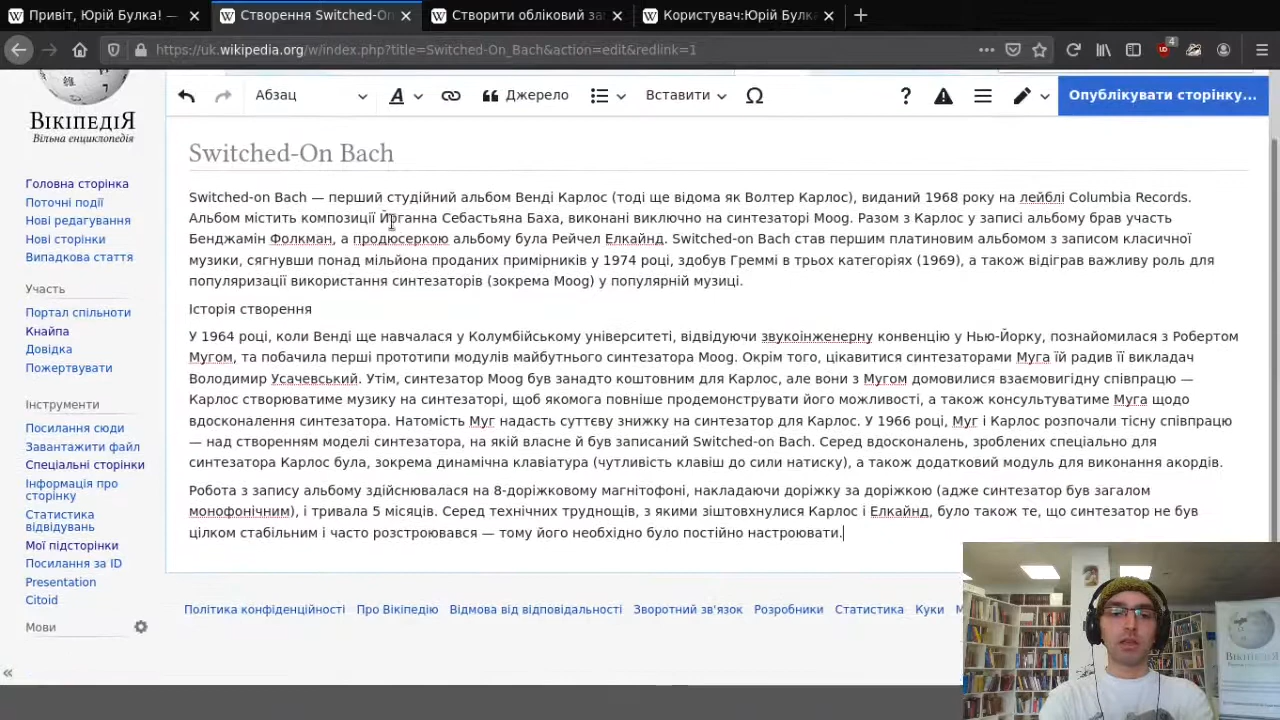 Привіт, Юрій Булка! —
Створення Switched-On
Створити обліковий за
Користувач:Юрій Булка
https://uk.wikipedia.org/w/index.php?title=Switched-On_Bach&action=edit&redlink=1
4
Абзац
A
Джерело
Вставити
Ω
?
Опублікувати сторінку...
ВІКІПЕДІЯ
Вільна енциклопедія
Головна сторінка
Поточні події
Нові редагування
Нові сторінки
Випадкова стаття
Участь
Портал спільноти
Кнайпа
Довідка
Пожертвувати
Інструменти
Посилання сюди
Завантажити файл
Спеціальні сторінки
Інформація про
сторінку
Статистика
відвідувань
Мої підсторінки
Посилання за ID
Presentation
Citoid
Мови
«
Switched-On Bach
Switched-on Bach — перший студійний альбом Венді Карлос (тоді ще відома як Волтер Карлос), виданий 1968 року на лейблі Columbia Records.
Альбом містить композиції Йоганна Себастьяна Баха, виконані виключно на синтезаторі Moog. Разом з Карлос у записі альбому брав участь
Бенджамін Фолкман, а продюсеркою альбому була Рейчел Елкайнд. Switched-on Bach став першим платиновим альбомом з записом класичної
музики, сягнувши понад мільйона проданих примірників у 1974 році, здобув Греммі в трьох категоріях (1969), а також відіграв важливу роль для
популяризації використання синтезаторів (зокрема Moog) у популярній музиці.
Історія створення
У 1964 році, коли Венді ще навчалася у Колумбійському університеті, відвідуючи звукоінженерну конвенцію у Нью-Йорку, познайомилася з Робертом
Мугом, та побачила перші прототипи модулів майбутнього синтезатора Moog. Окрім того, цікавитися синтезаторами Муга їй радив її викладач
Володимир Усачевський. Утім, синтезатор Moog був занадто коштовним для Карлос, але вони з Мугом домовилися взаємовигідну співпрацю —
Карлос створюватиме музику на синтезаторі, щоб якомога повніше продемонструвати його можливості, а також консультуватиме Муга щодо
вдосконалення синтезатора. Натомість Муг надасть суттєву знижку на синтезатор для Карлос. У 1966 році, Муг і Карлос розпочали тісну співпрацю
— над створенням моделі синтезатора, на якій власне й був записаний Switched-on Bach. Серед вдосконалень, зроблених спеціально для
синтезатора Карлос була, зокрема динамічна клавіатура (чутливість клавіш до сили натиску), а також додатковий модуль для виконання акордів.
Робота з запису альбому здійснювалася на 8-доріжковому магнітофоні, накладаючи доріжку за доріжкою (адже синтезатор був загалом
монофонічним), і тривала 5 місяців. Серед технічних труднощів, з якими зіштовхнулися Карлос і Елкайнд, було також те, що синтезатор не був
цілком стабільним і часто розстроювався — тому його необхідно було постійно настроювати.
Політика конфіденційності
Про Вікіпедію
Відмова від відповідальності
Зворотний зв'язок
Розробники
Статистика
Куки